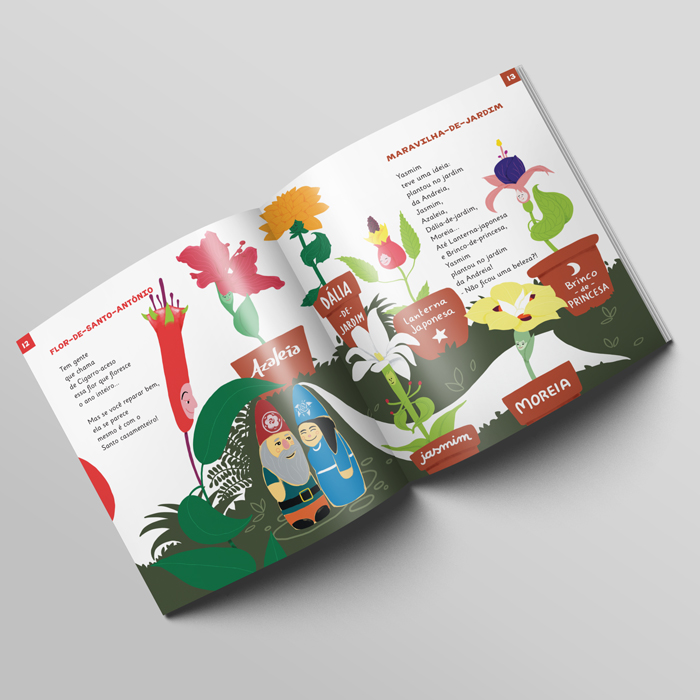 12
FLOR-DE-SANTO-ANTÔNIO
Tem gente
que chama
de Cigarro-aceso
essa flor que floresce
o ano inteiro...
Mas se você reparar bem,
ela se parece
mesmo é com o
Santo casamenteiro!
Azaleia
DÁLIA
-DE-
JARDIM
13
MARAVILHA-DE-JARDIM
Yasmim
teve uma ideia:
plantou no jardim
da Andreia,
Jasmim,
Azaleia,
Dália-de-jardim,
Moreia...
Até Lanterna-japonesa
e Brinco-de-princesa,
Yasmim
plantou no jardim
da Andreia!
- Não ficou uma beleza?!
Lanterna
Japonesa
Brinco
-de-
PRINCESA
jasmim
MOREIA